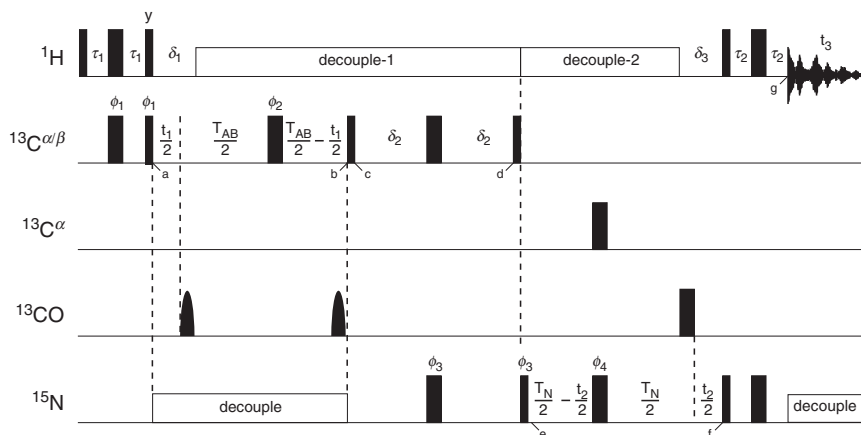 y
¹H τ₁ τ₁ δ₁ decouple-1 decouple-2 δ₃ τ₂ τ₂ t₃
g
ϕ₁ ϕ₁ ϕ₂
¹³Cα/β t₁/2 T_AB/2 T_AB/2 − t₁/2 δ₂ δ₂
a b c d
¹³Cα
¹³CO
ϕ₃ ϕ₃ ϕ₄
¹⁵N decouple T_N/2 − t₂/2 T_N/2 t₂/2 decouple
e f